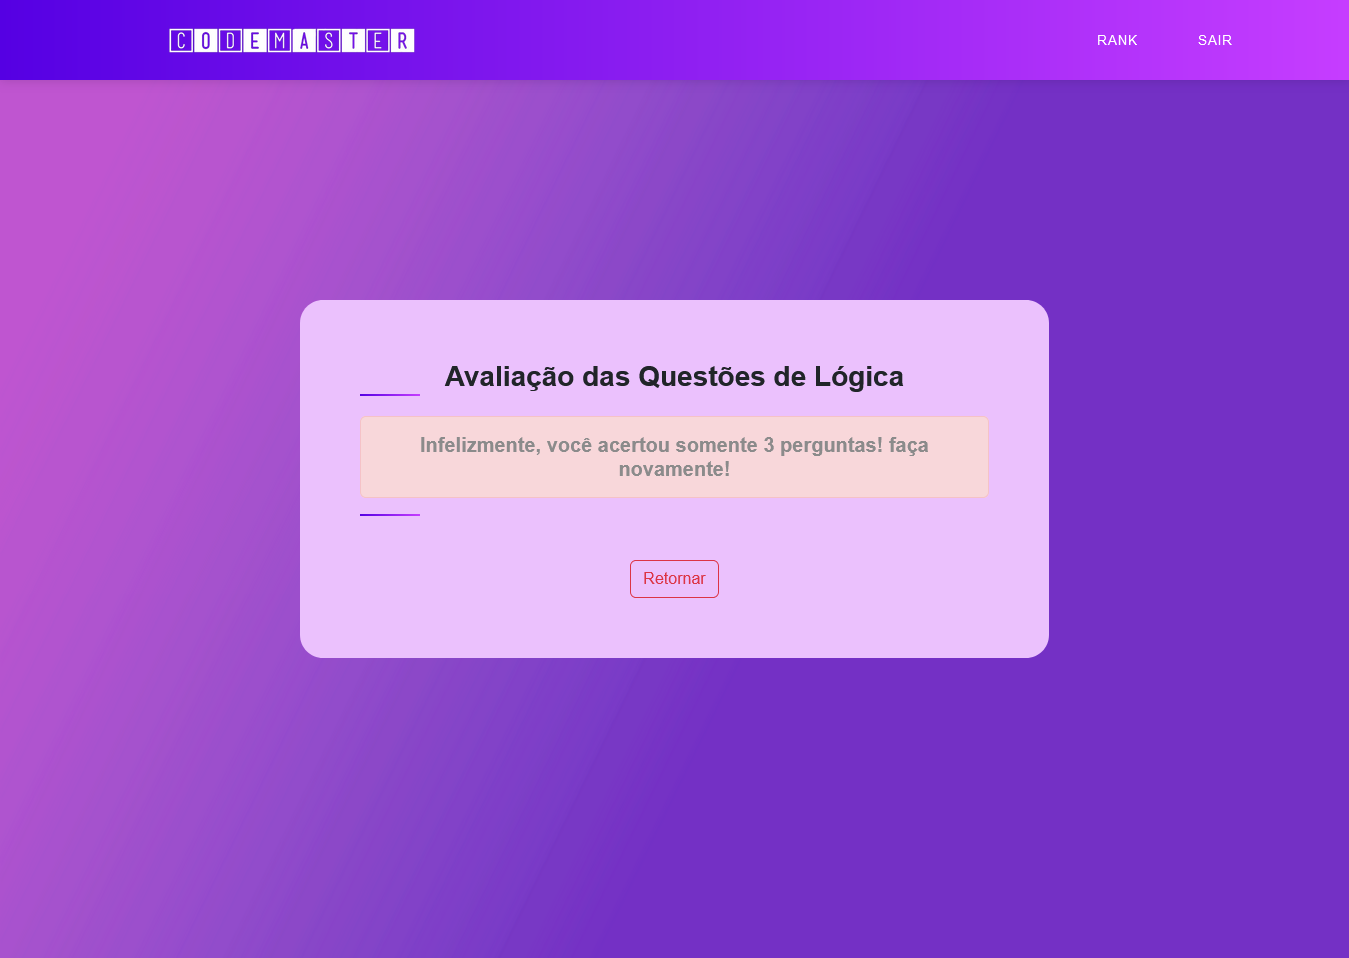 CODEMASTER
RANK
SAIR
Avaliação das Questões de Lógica
Infelizmente, você acertou somente 3 perguntas! faça
novamente!
Retornar